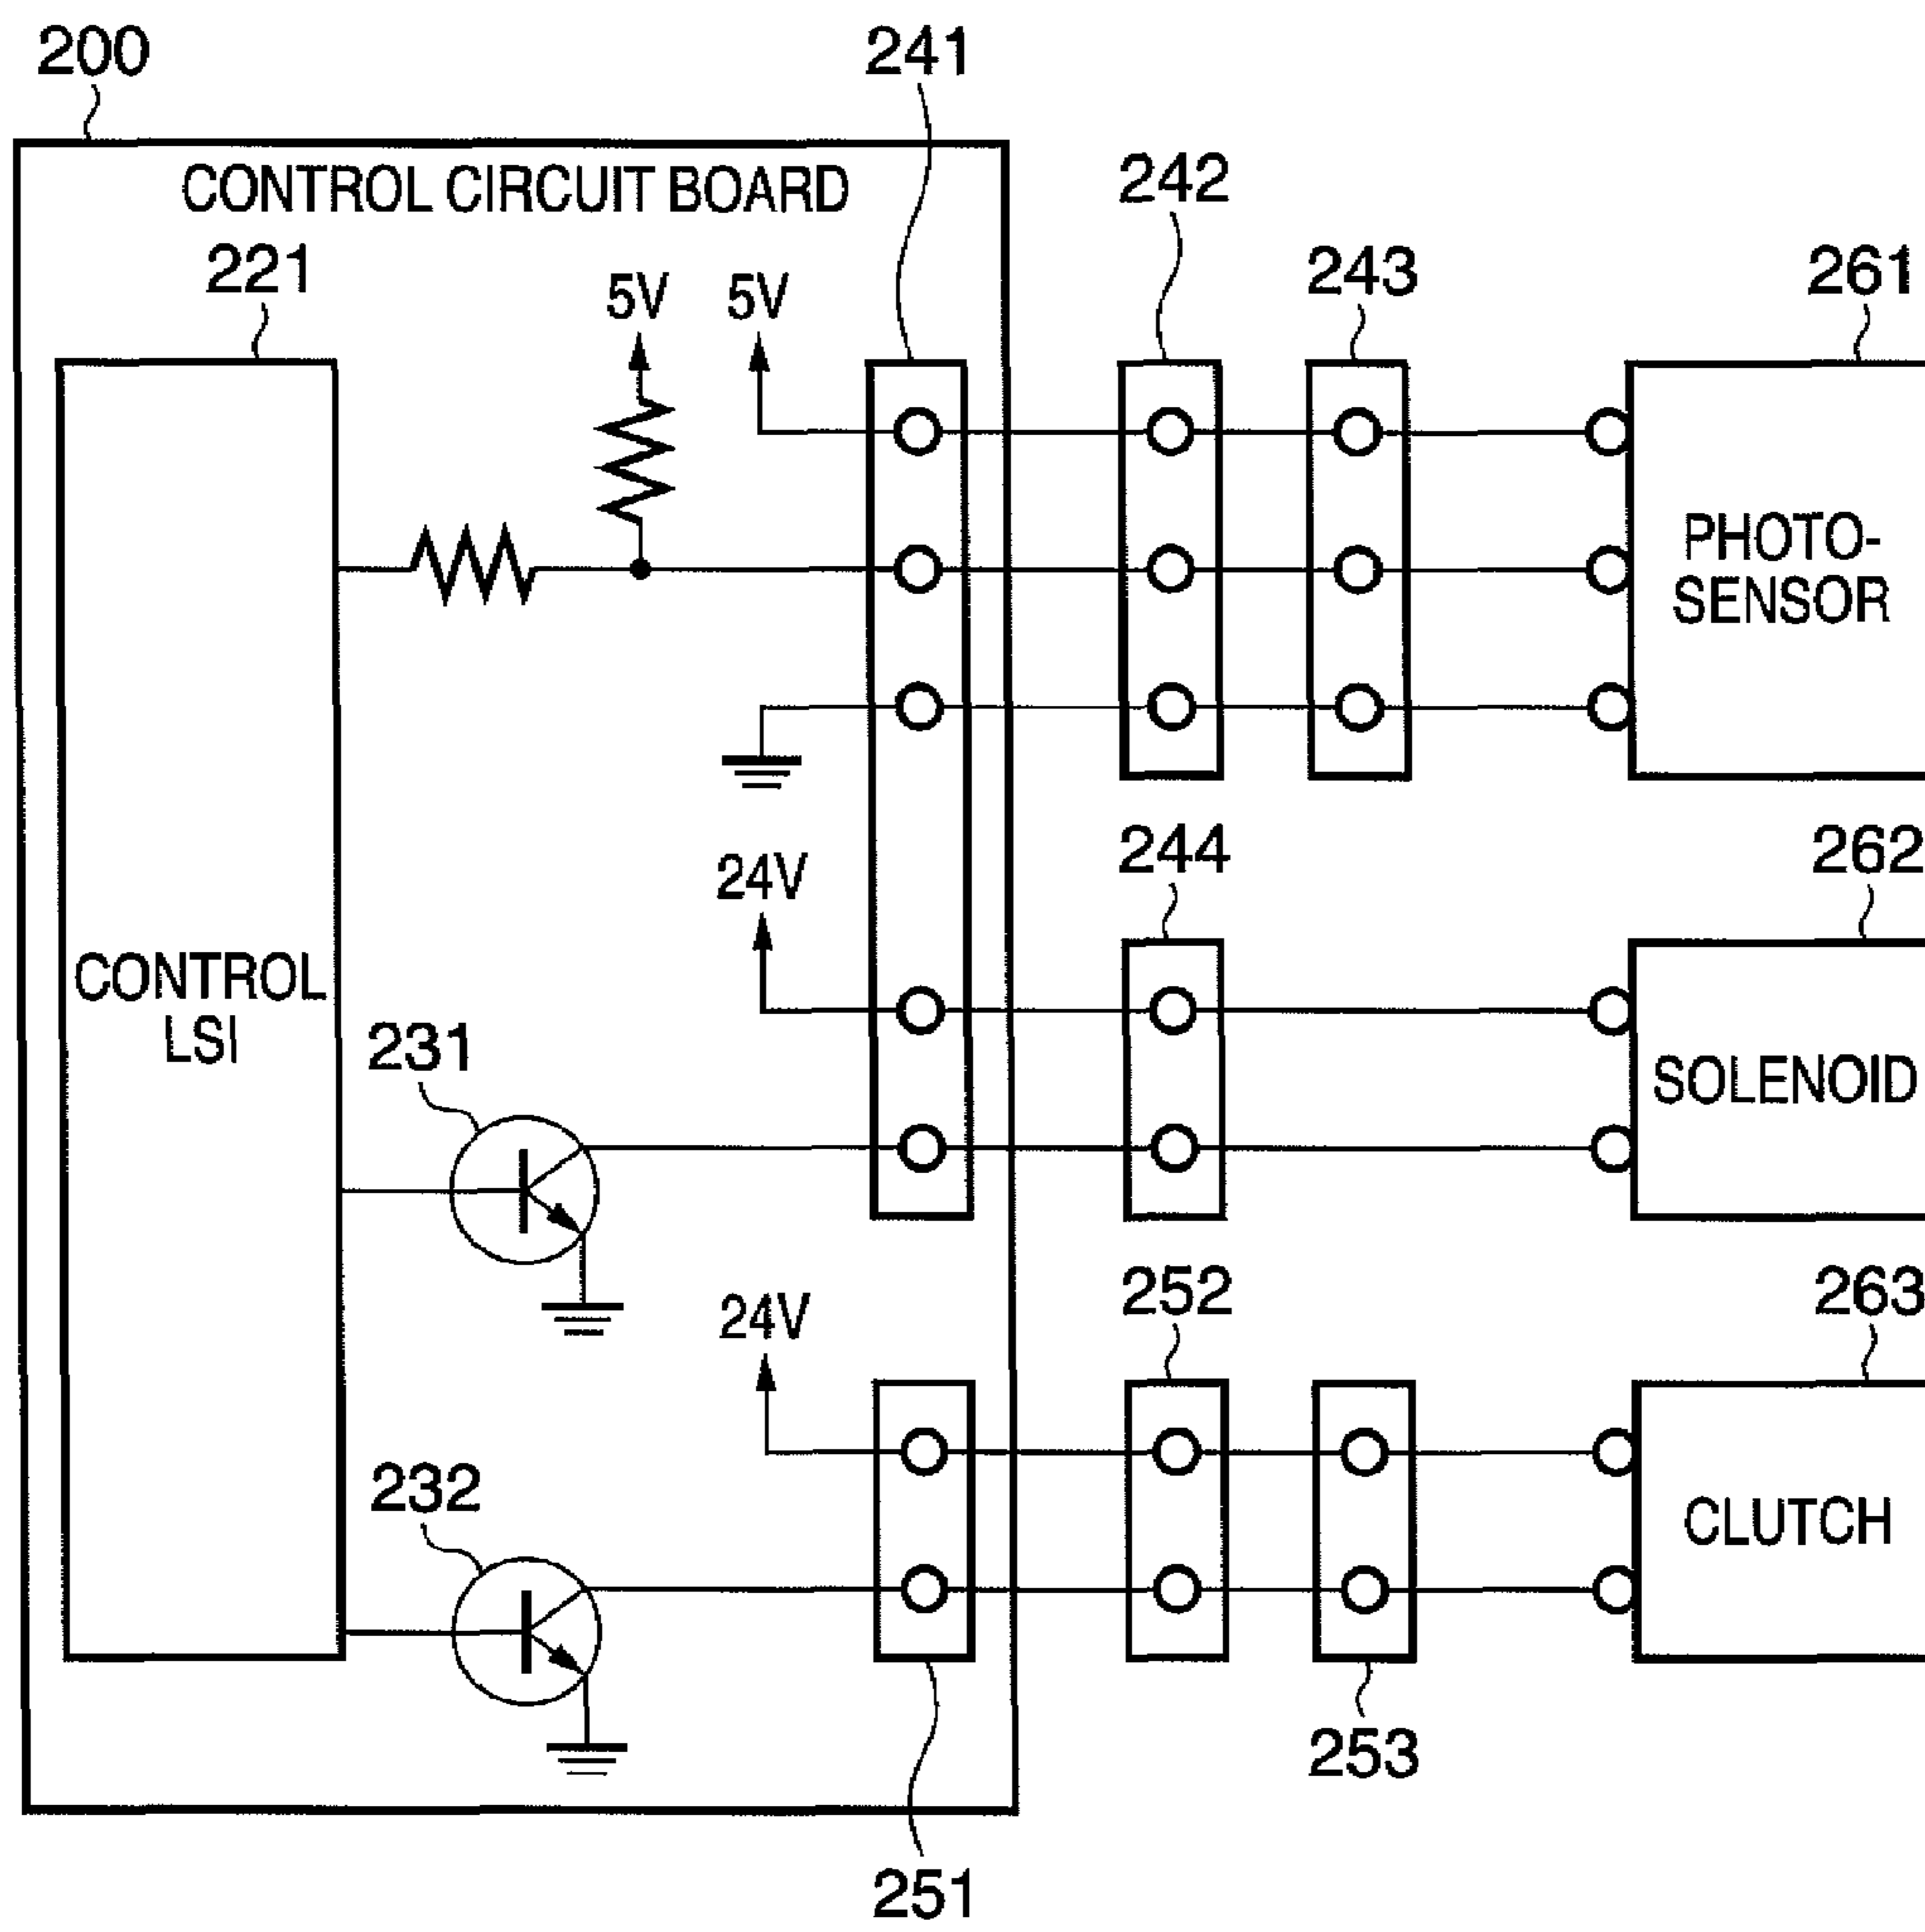 200
241
CONTROL CIRCUIT BOARD
242
221
5V
5V
243
261
PHOTO-
SENSOR
24V
244
262
CONTROL
LSI
231
SOLENOID
24V
252
263
232
CLUTCH
253
251